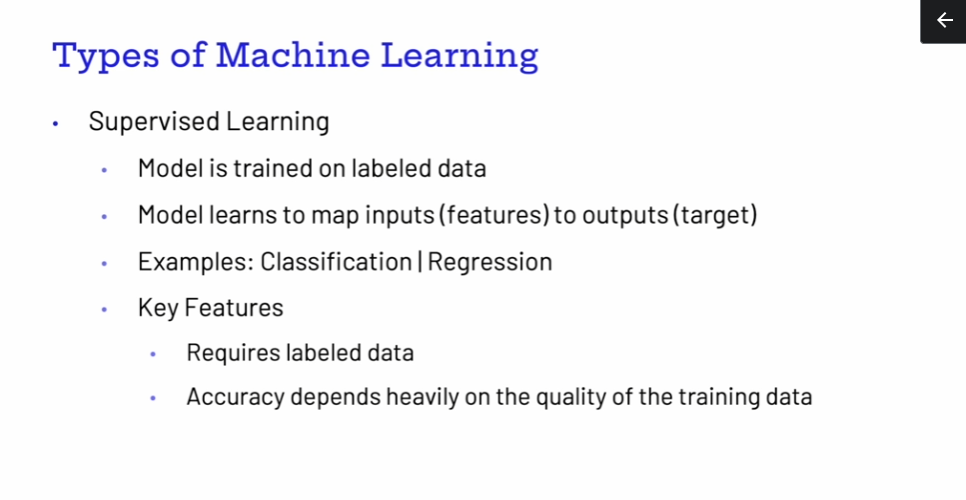 Types of Machine Learning
• Supervised Learning
• Model is trained on labeled data
• Model learns to map inputs (features) to outputs (target)
• Examples: Classification | Regression
• Key Features
• Requires labeled data
• Accuracy depends heavily on the quality of the training data